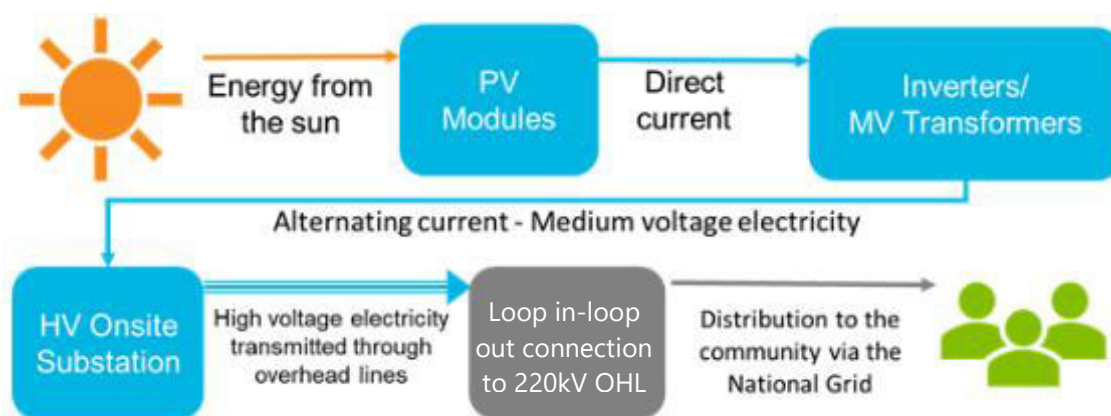 Energy from
the sun
PV
Modules
Direct
current
Inverters/
MV Transformers
Alternating current - Medium voltage electricity
HV Onsite
Substation
High voltage electricity
transmitted through
overhead lines
Loop in-loop
out connection
to 220kV OHL
Distribution to the
community via the
National Grid